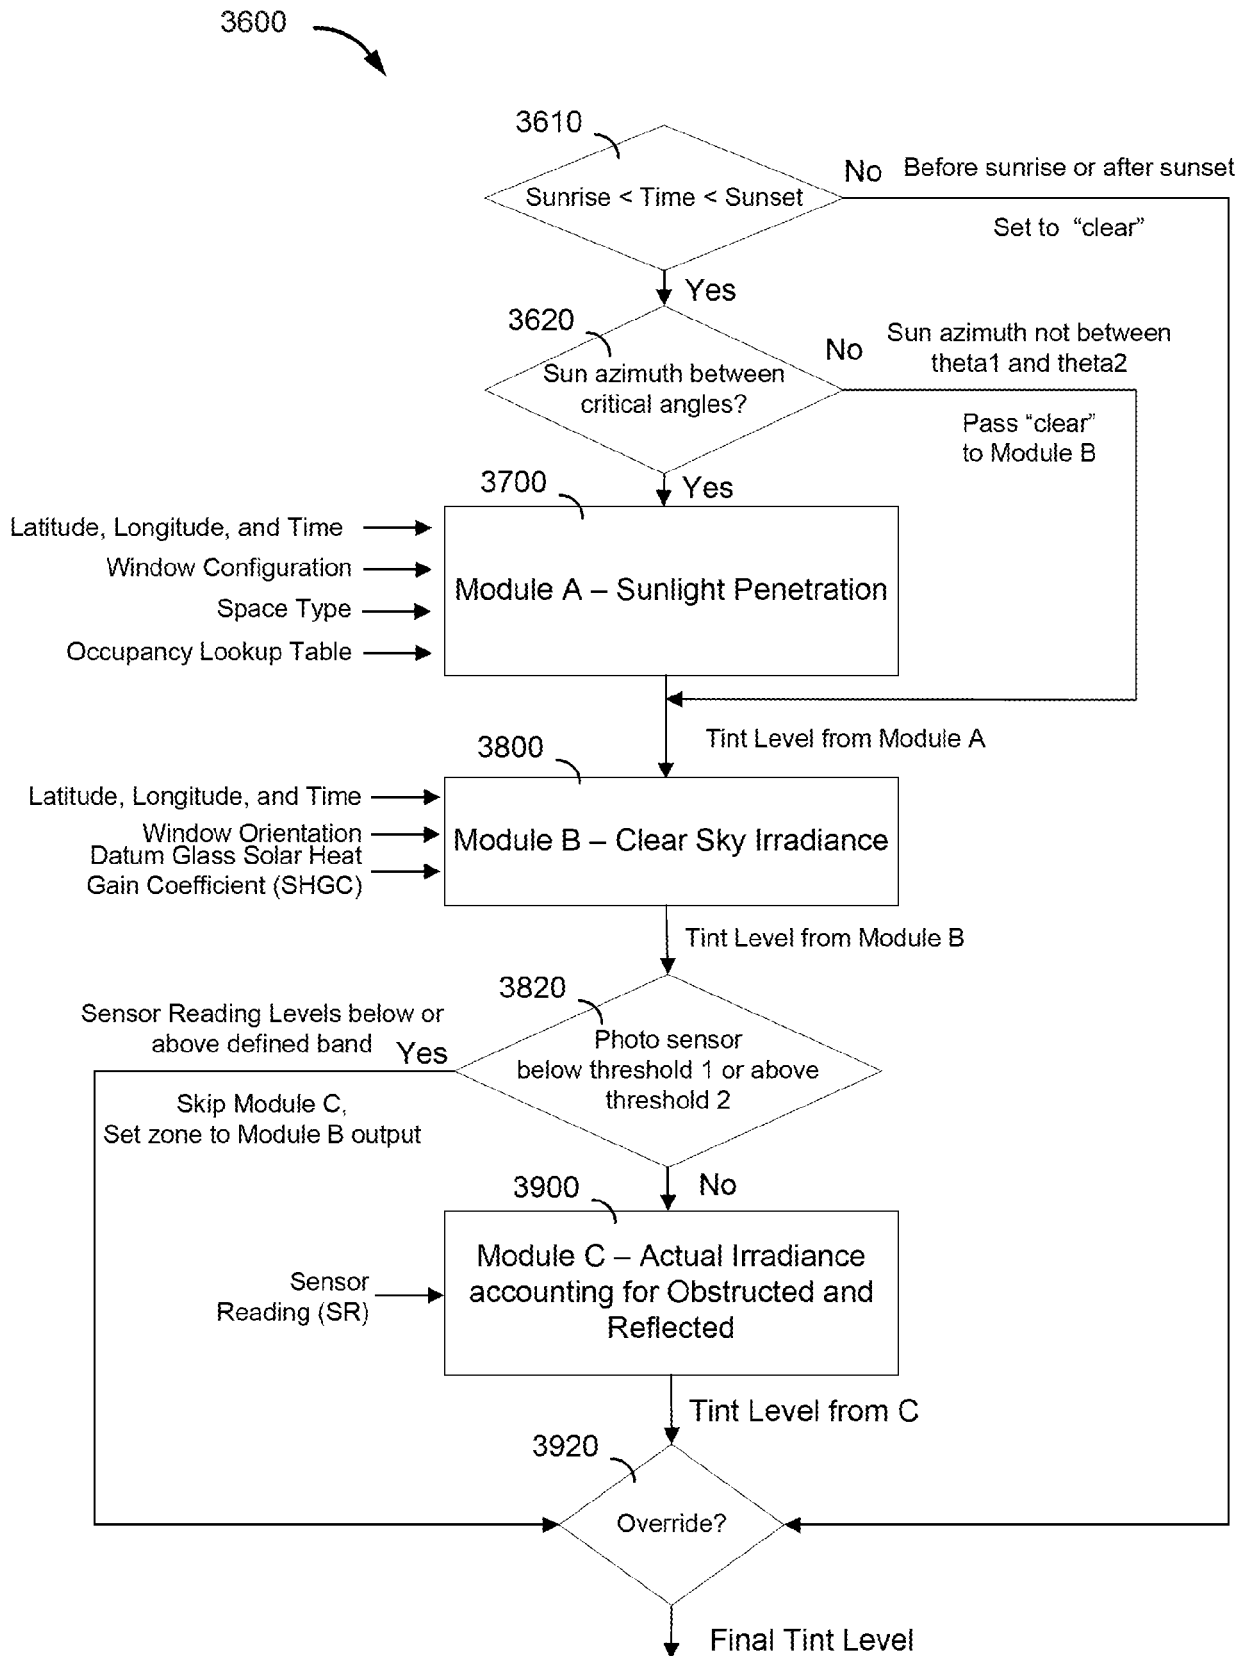 3600
3610
No Before sunrise or after sunset
Sunrise < Time < Sunset
Set to “clear”
Yes
3620
No
Sun azimuth not between
theta1 and theta2
Sun azimuth between
critical angles?
Pass “clear”
to Module B
Yes
3700
Latitude, Longitude, and Time
Window Configuration
Space Type
Occupancy Lookup Table
Module A – Sunlight Penetration
Tint Level from Module A
3800
Latitude, Longitude, and Time
Window Orientation
Datum Glass Solar Heat
Gain Coefficient (SHGC)
Module B – Clear Sky Irradiance
Tint Level from Module B
3820
Sensor Reading Levels below or
above defined band
Yes
Photo sensor
below threshold 1 or above
threshold 2
Skip Module C,
Set zone to Module B output
No
3900
Module C – Actual Irradiance
accounting for Obstructed and
Reflected
Sensor
Reading (SR)
Tint Level from C
3920
Override?
Final Tint Level